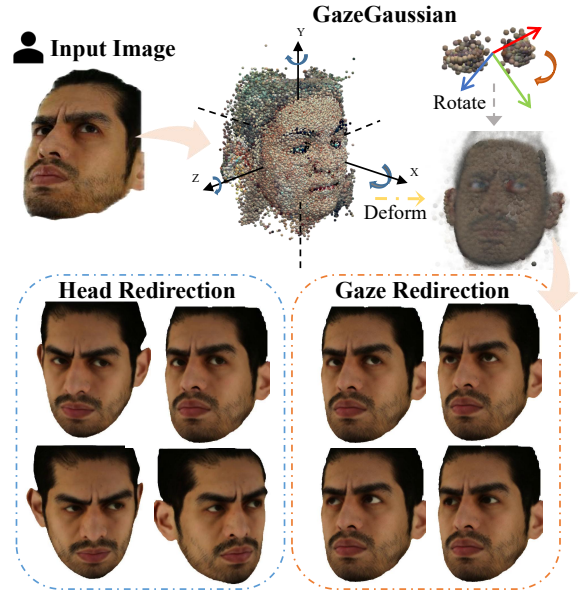 GazeGaussian
Input Image
Y
X
Z
Rotate
Deform
Head Redirection
Gaze Redirection